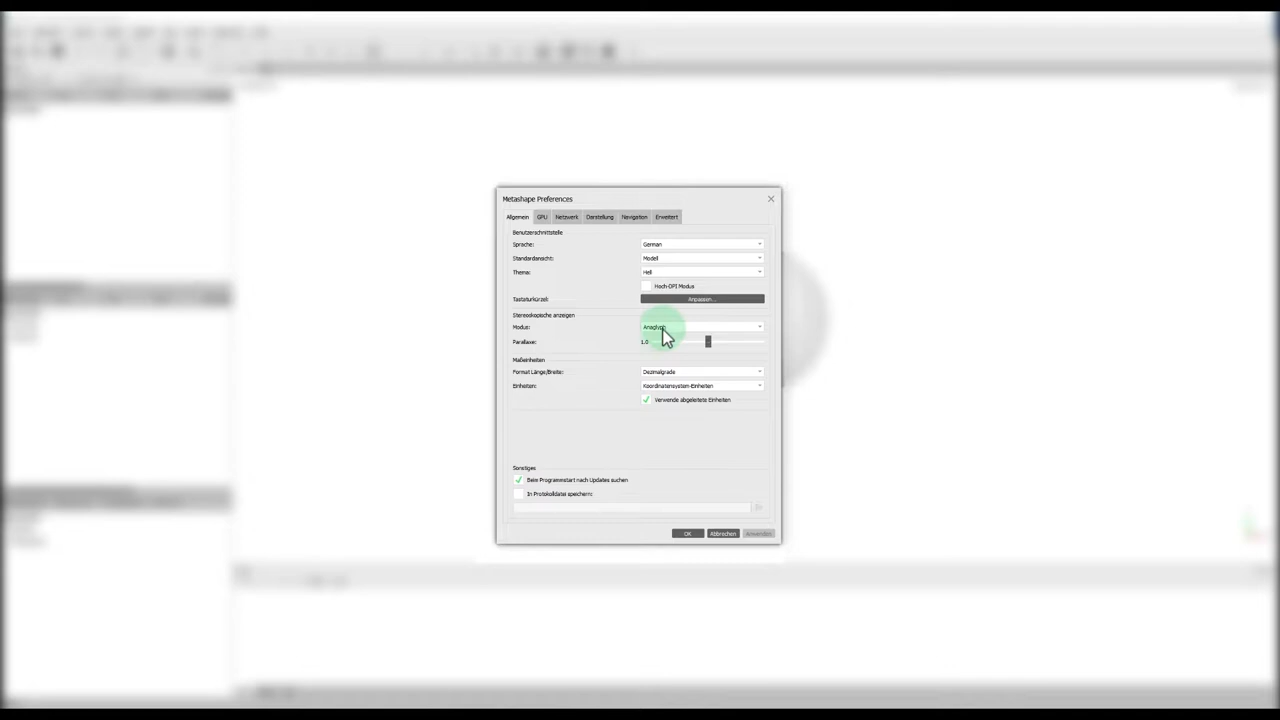 Metashape Preferences
Allgemein GPU Netzwerk Darstellung Navigation Erweitert
Benutzerschnittstelle
Sprache: German
Standardansicht: Modell
Thema: Hell
Hoch-DPI Modus
Tastaturkürzel: Anpassen...
Stereoskopische anzeigen
Modus: Anaglyph
Parallaxe: 1.0
Maßeinheiten
Format Länge/Breite: Dezimalgrade
Einheiten: Koordinatensystem-Einheiten
Verwende abgeleitete Einheiten
Sonstiges
Beim Programmstart nach Updates suchen
In Protokolldatei speichern:
OK Abbrechen Anwenden